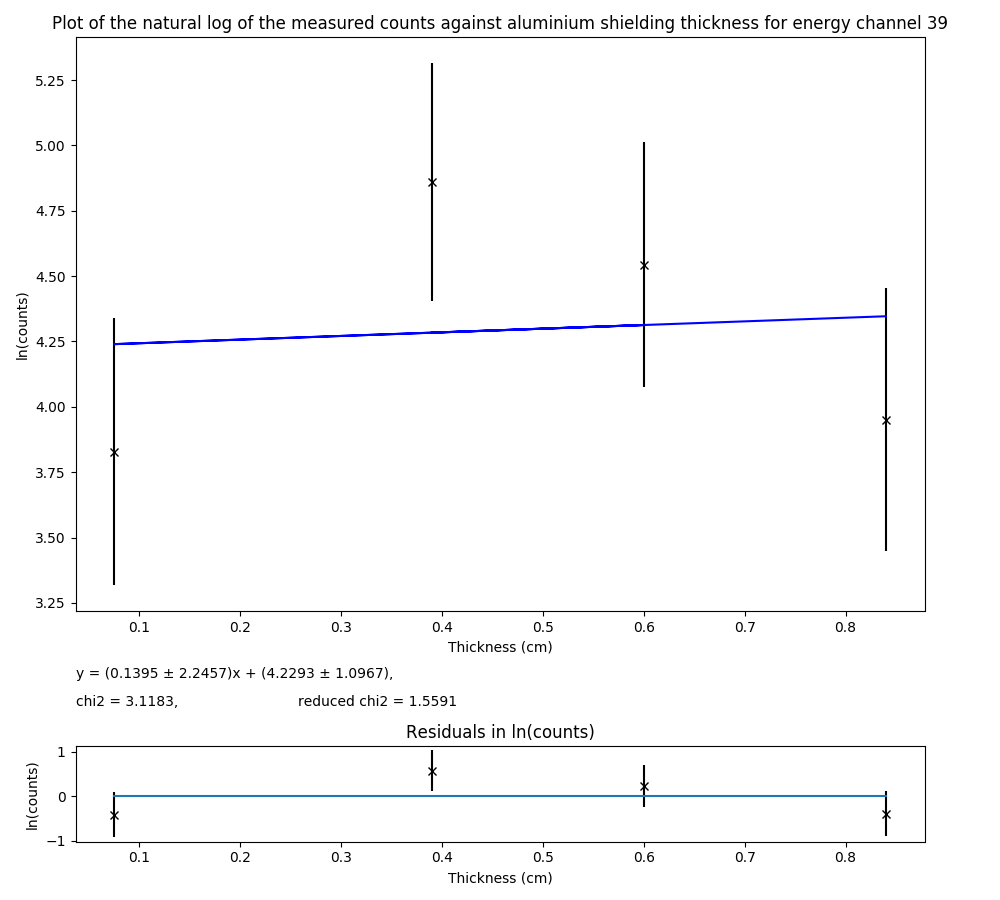 Plot of the natural log of the measured counts against aluminium shielding thickness for energy channel 39
5.25
5.00
4.75
4.50
4.25
4.00
3.75
3.50
3.25
ln(counts)
0.1 0.2 0.3 0.4 0.5 0.6 0.7 0.8
Thickness (cm)
y = (0.1395 ± 2.2457)x + (4.2293 ± 1.0967),
chi2 = 3.1183, reduced chi2 = 1.5591
Residuals in ln(counts)
1
0
−1
ln(counts)
0.1 0.2 0.3 0.4 0.5 0.6 0.7 0.8
Thickness (cm)